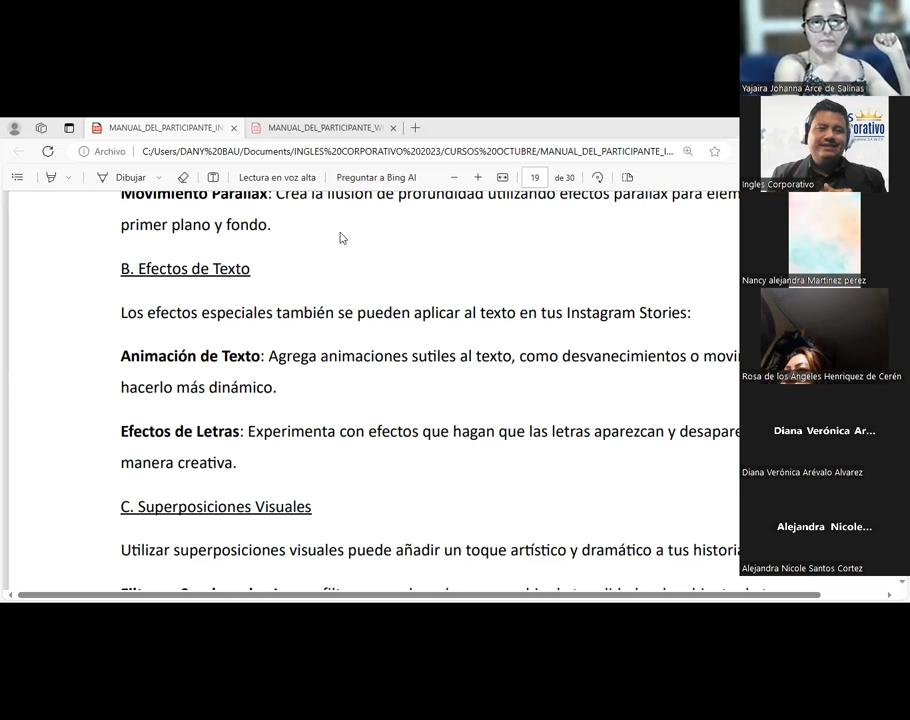 Yajaira Johanna Arce de Salinas
MANUAL_DEL_PARTICIPANTE_IN
MANUAL_DEL_PARTICIPANTE_W
Archivo
C:/Users/DANY%20BAU/Documents/INGLES%20CORPORATIVO%202023/CURSOS%20OCTUBRE/MANUAL_DEL_PARTICIPANTE_I...
Dibujar
Lectura en voz alta
Preguntar a Bing AI
19
de 30
Movimiento Parallax: Crea la ilusión de profundidad utilizando efectos parallax para elem
primer plano y fondo.
B. Efectos de Texto
Los efectos especiales también se pueden aplicar al texto en tus Instagram Stories:
Animación de Texto: Agrega animaciones sutiles al texto, como desvanecimientos o movi
hacerlo más dinámico.
Efectos de Letras: Experimenta con efectos que hagan que las letras aparezcan y desapare
manera creativa.
C. Superposiciones Visuales
Utilizar superposiciones visuales puede añadir un toque artístico y dramático a tus historia
orativo
Ingles Corporativo
Nancy alejandra Martinez perez
Rosa de los Ángeles Henriquez de Cerén
Diana Verónica Ar...
Diana Verónica Arévalo Alvarez
Alejandra Nicole...
Alejandra Nicole Santos Cortez